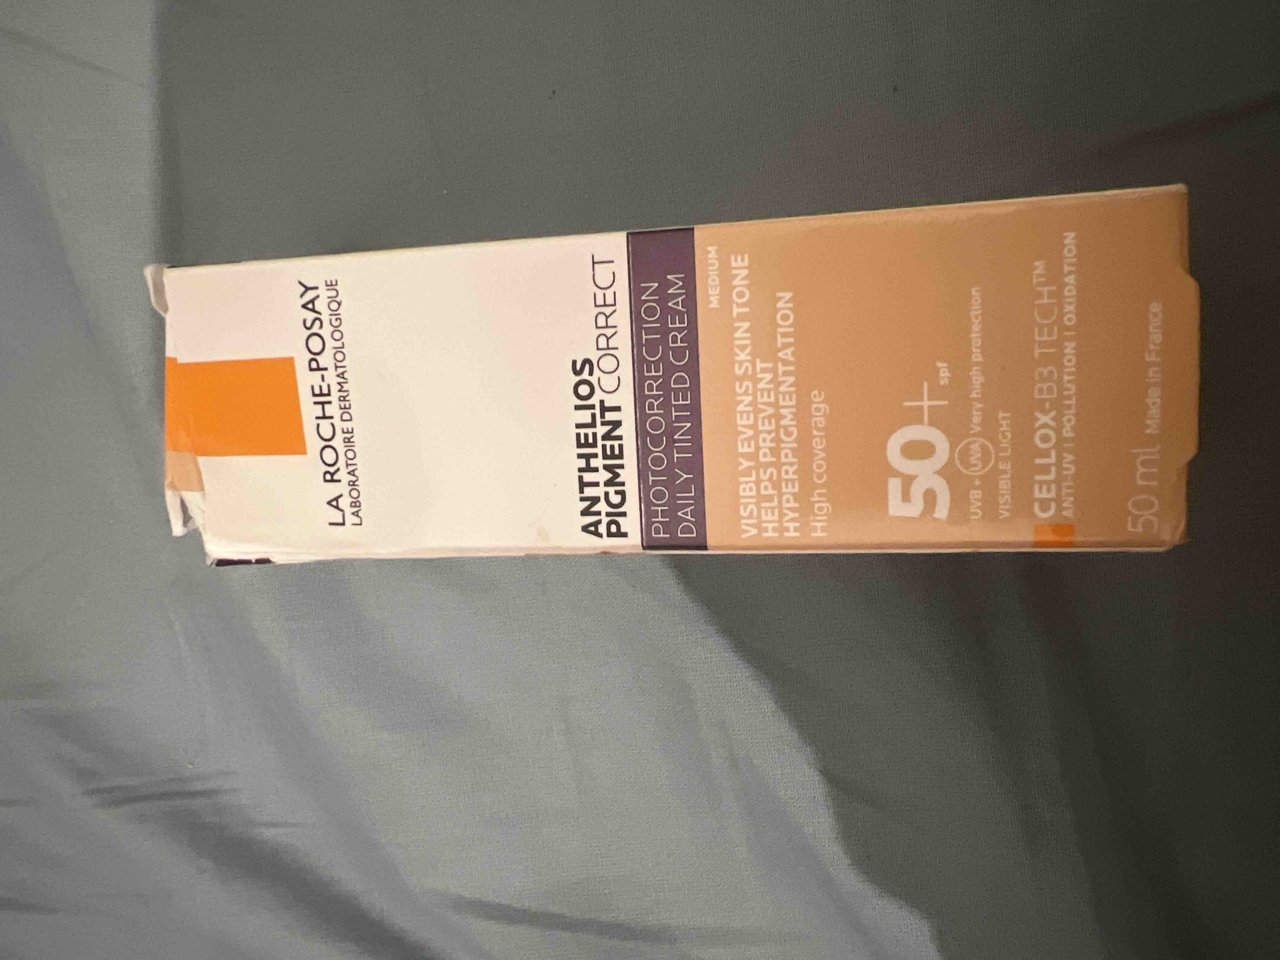 LA ROCHE-POSAY
LABORATOIRE DERMATOLOGIQUE
ANTHELIOS
PIGMENT CORRECT
PHOTOCORRECTION
DAILY TINTED CREAM
MEDIUM
VISIBLY EVENS SKIN TONE
HELPS PREVENT
HYPERPIGMENTATION
High coverage
50+ spf
UVB + UVA Very high protection
VISIBLE LIGHT
CELLOX-B3 TECH™
ANTI-UV | POLLUTION | OXIDATION
50 mL Made in France